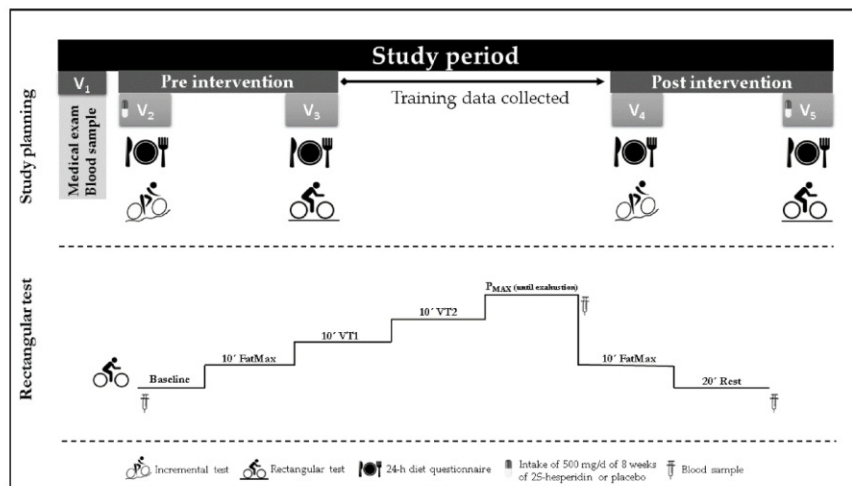 Study period
V1
Pre intervention
Post intervention
Training data collected
V2
V3
V4
V5
Study planning
Medical exam
Blood sample
Rectangular test
Baseline
10´ FatMax
10´ VT1
10´ VT2
PMAX (until exahustion)
10´ FatMax
20´ Rest
Incremental test
Rectangular test
24-h diet questionnaire
Intake of 500 mg/d of 8 weeks
of 2S-hesperidin or placebo
Blood sample